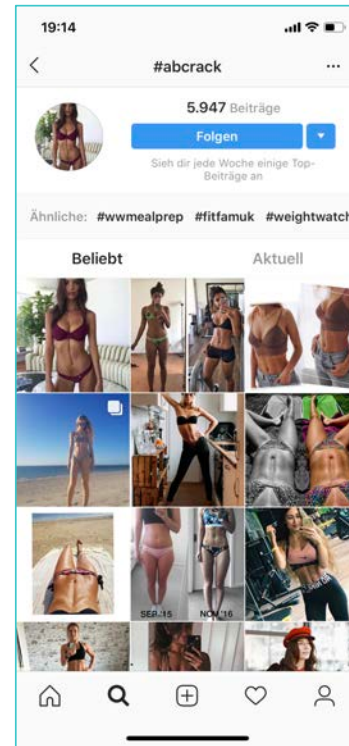 19:14
#abcrack
5.947 Beiträge
Folgen
Sieh dir jede Woche einige Top-
Beiträge an
Ähnliche: #wwmealprep #fitfamuk #weightwatch
Beliebt Aktuell
SEP '15 NOV '16